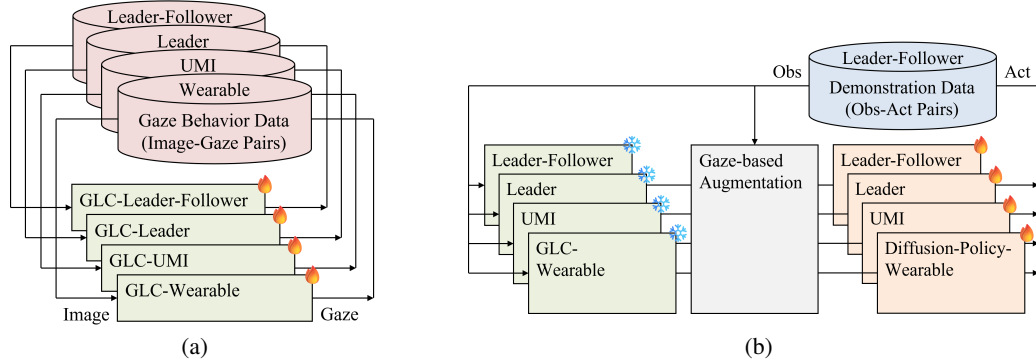 Leader-Follower
Leader
UMI
Wearable
Gaze Behavior Data
(Image-Gaze Pairs)
GLC-Leader-Follower
GLC-Leader
GLC-UMI
GLC-Wearable
Image
Gaze
(a)
Obs
Leader-Follower
Demonstration Data
(Obs-Act Pairs)
Act
Leader-Follower
Leader
UMI
GLC-
Wearable
Gaze-based
Augmentation
Leader-Follower
Leader
UMI
Diffusion-Policy-
Wearable
(b)